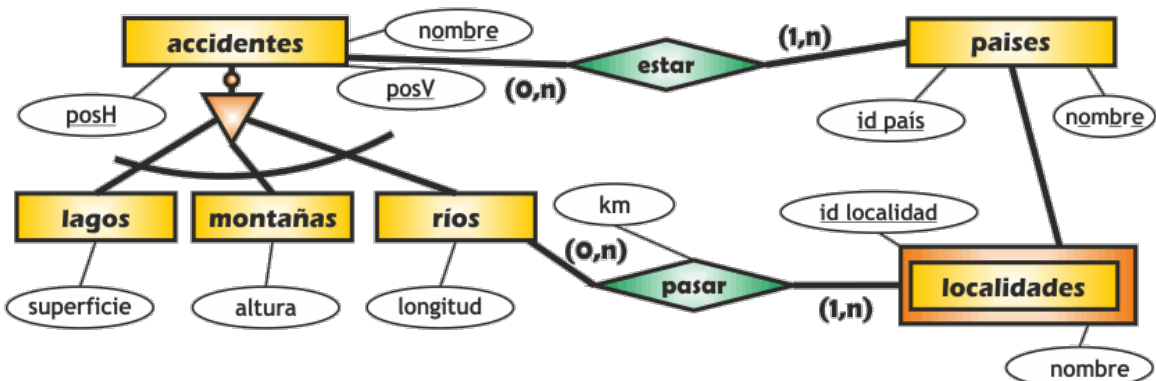 accidentes
nombre
estar
(1,n)
paises
(0,n)
posH
posV
id país
nombre
lagos
montañas
ríos
km
id localidad
(0,n)
superficie
altura
longitud
pasar
(1,n)
localidades
nombre